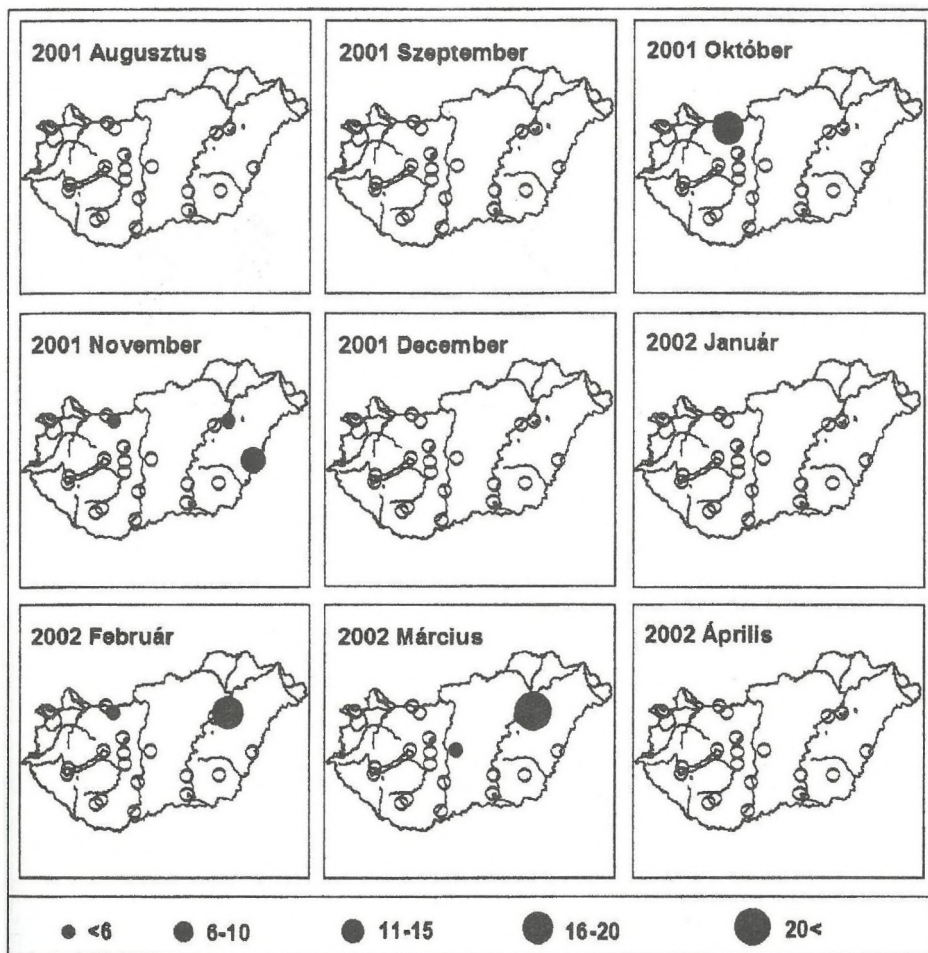 2001 Augusztus
2001 Szeptember
2001 Október
2001 November
2001 December
2002 Január
2002 Február
2002 Március
2002 Április
<6
6-10
11-15
16-20
20<